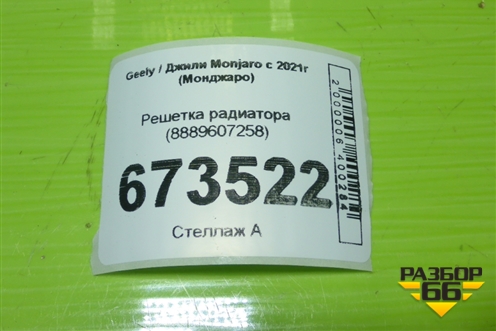 Geely / Джили Monjaro с 2021г
(Монджаро)
Решетка радиатора
(8889607258)
673522
Стеллаж А
2000006400284
РАЗБОР
66